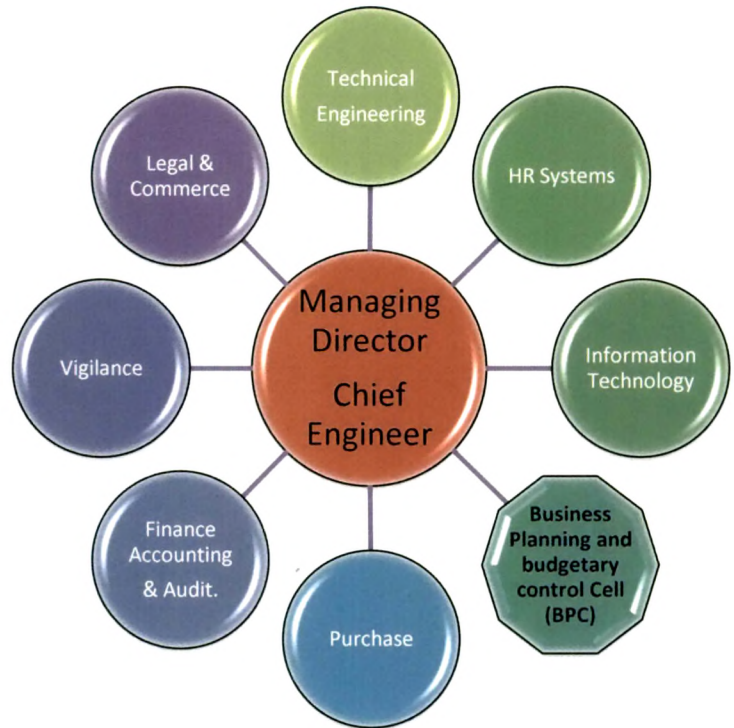 Technical
Engineering
Legal &
Commerce
HR Systems
Managing
Director
Chief
Engineer
Vigilance
Information
Technology
Finance
Accounting
& Audit.
Business
Planning and
budgetary
control Cell
(BPC)
Purchase